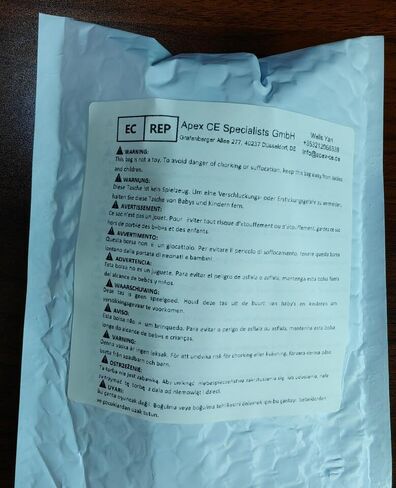 EC REP Apex CE Specialists GmbH
Grafenberger Allee 277, 40237 Düsseldorf, DE
Wells Yan
info@apex-ce.de
WARNING:
This bag is not a toy. To avoid danger of chorking or suffocation, keep this bag away from babies
and children.
WARNUNG:
Diese Tasche ist kein Spielzeug. Um eine Verschluckungs- oder Erstickungsgefahr zu vermeiden,
halten Sie diese Tasche von Babys und Kindern fern.
AVERTISSEMENT:
Ce sac n'est pas un jouet. Pour éviter tout risque d'étouffement ou d'étouffement, gardez ce sac
hors de portée des bébés et des enfants.
AVVERTIMENTO:
Questa borsa non è un giocattolo. Per evitare il pericolo di soffocamento, tenere questa borsa
lontano dalla portata di neonati e bambini.
ADVERTENCIA:
Esta bolsa no es un juguete. Para evitar el peligro de asfixia o asfixia, mantenga esta bolsa fuera
del alcance de bebés y niños.
WAARSCHUWING:
Deze tas is geen speelgoed. Houd deze tas uit de buurt van baby's en kinderen om
verstikkingsgevaar te voorkomen.
AVISO:
Esta bolsa não é um brinquedo. Para evitar o perigo de asfixia ou asfixia, mantenha esta bolsa
longe do alcance de bebês e crianças.
VARNING:
Denna väska är ingen leksak. För att undvika risk för chorking eller kvävning, förvara denna påse
borta från spädbarn och barn.
OSTRZEŻENIE:
Ta torba nie jest zabawką. Aby uniknąć niebezpieczeństwa zakrztuszenia się lub uduszenia, należy
trzymać tę torbę z dala od niemowląt i dzieci.
UYARI:
Bu çanta oyuncak değil. Boğulma veya boğulma tehlikesini önlemek için bu çantayı bebeklerden
ve çocuklardan uzak tutun.